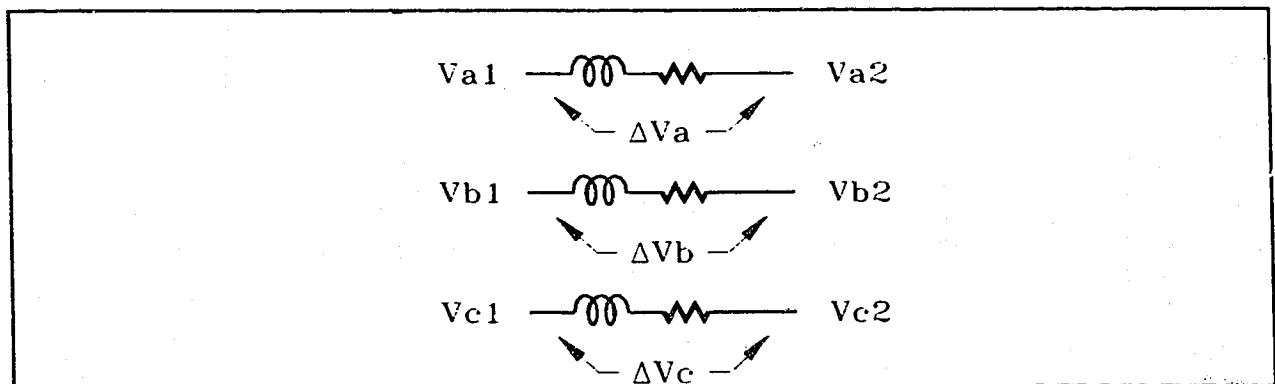 Va1 Va2
ΔVa
Vb1 Vb2
ΔVb
Vc1 Vc2
ΔVc